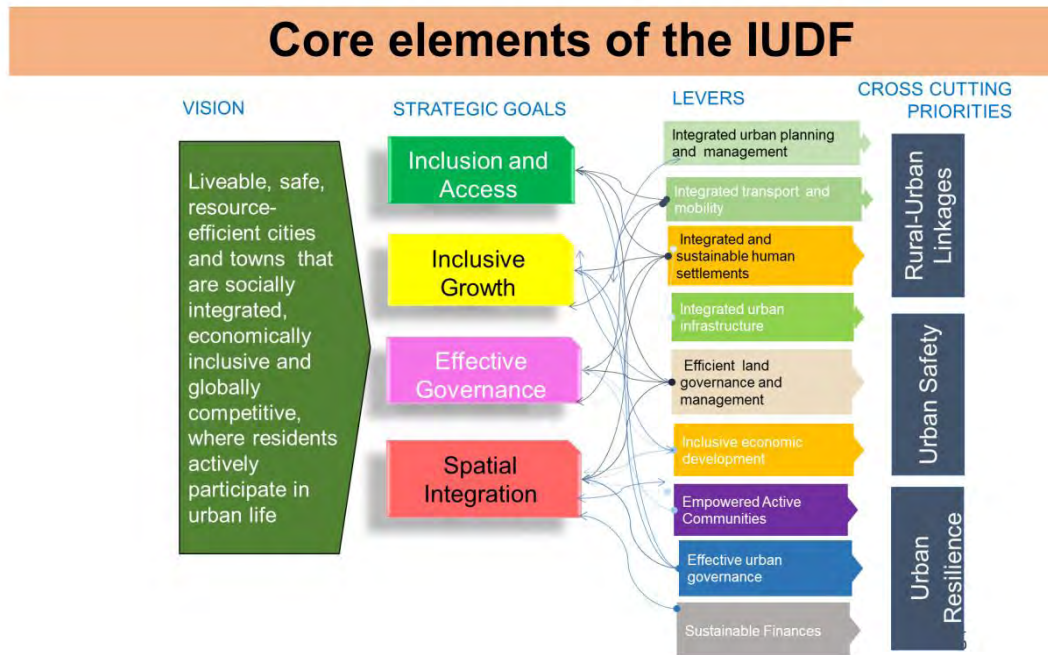 Core elements of the IUDF
VISION
STRATEGIC GOALS
LEVERS
CROSS CUTTING
PRIORITIES
Liveable, safe,
resource-
efficient cities
and towns that
are socially
integrated,
economically
inclusive and
globally
competitive,
where residents
actively
participate in
urban life
Inclusion and
Access
Inclusive
Growth
Effective
Governance
Spatial
Integration
Integrated urban planning
and management
Integrated transport and
mobility
Integrated and
sustainable human
settlements
Integrated urban
infrastructure
Efficient land
governance and
management
Inclusive economic
development
Empowered Active
Communities
Effective urban
governance
Sustainable Finances
Rural-Urban
Linkages
Urban Safety
Urban
Resilience